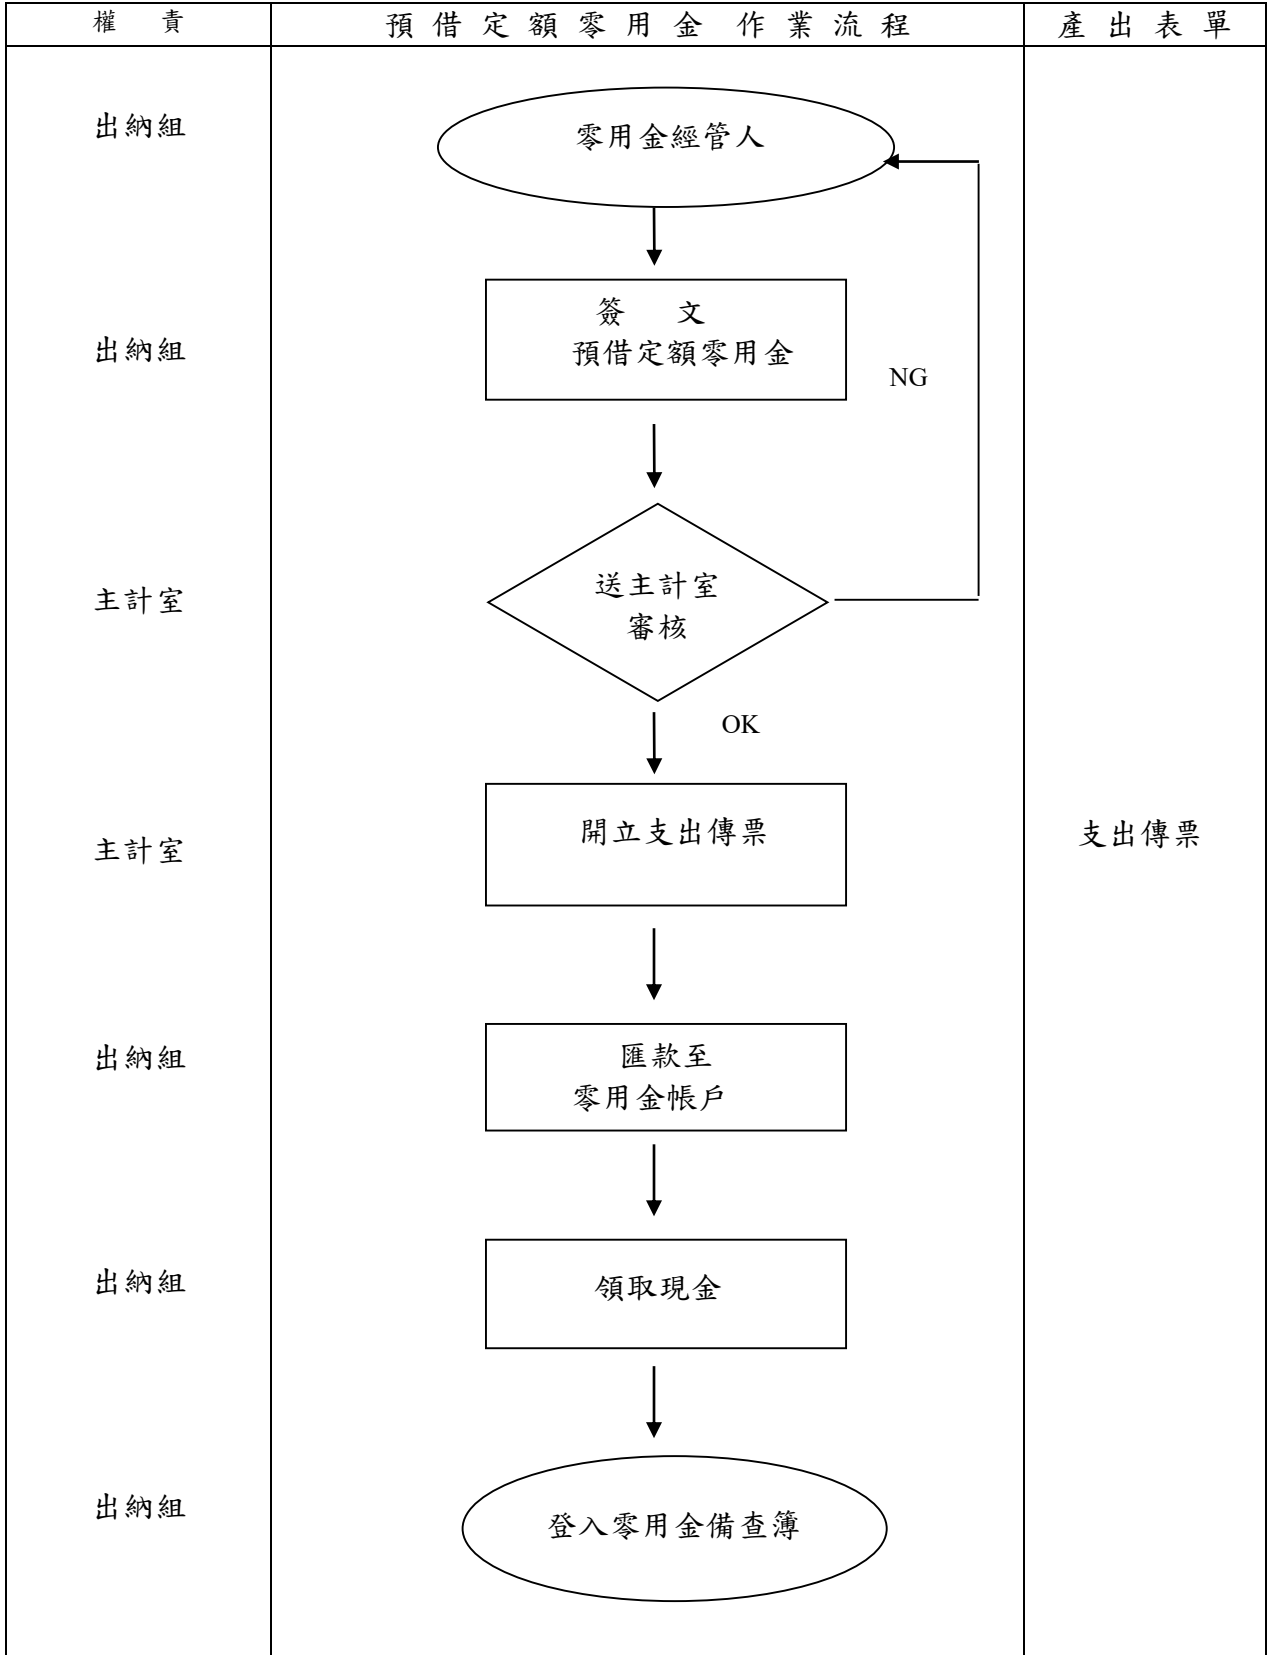 權 責
預借定額零用金 作業流程
產出表單
出納組
零用金經管人
出納組
簽 文
預借定額零用金
NG
主計室
送主計室
審核
OK
主計室
開立支出傳票
支出傳票
出納組
匯款至
零用金帳戶
出納組
領取現金
出納組
登入零用金備查簿